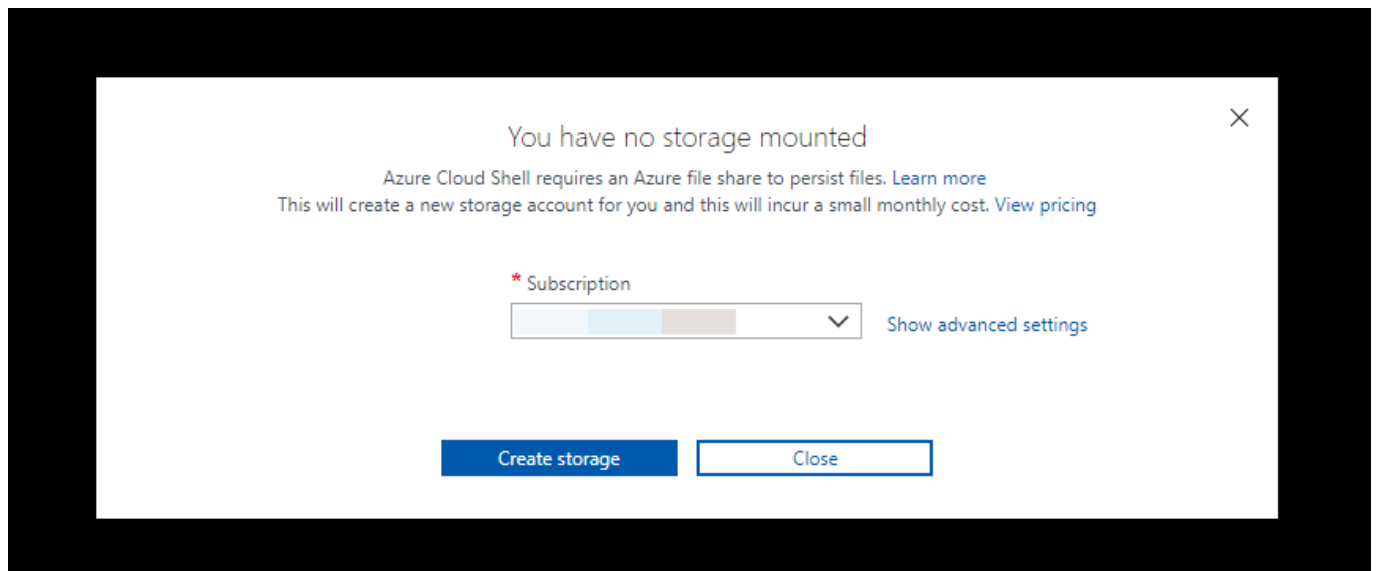 You have no storage mounted
Azure Cloud Shell requires an Azure file share to persist files. Learn more
This will create a new storage account for you and this will incur a small monthly cost. View pricing
* Subscription
Show advanced settings
Create storage
Close